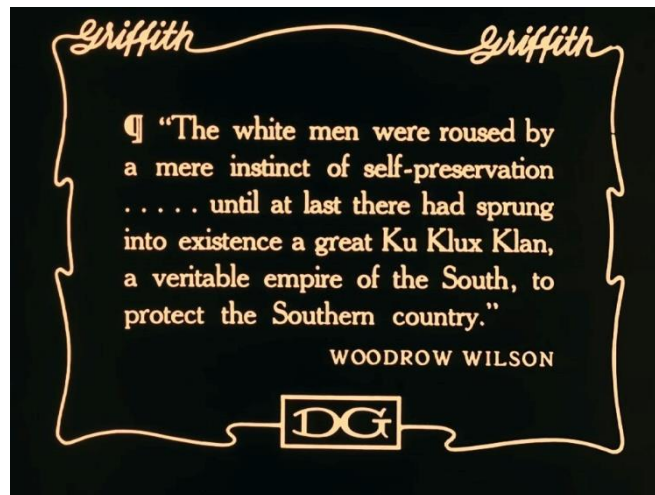 Griffith Griffith
¶ “The white men were roused by
a mere instinct of self-preservation
..... until at last there had sprung
into existence a great Ku Klux Klan,
a veritable empire of the South, to
protect the Southern country.”
WOODROW WILSON
DG